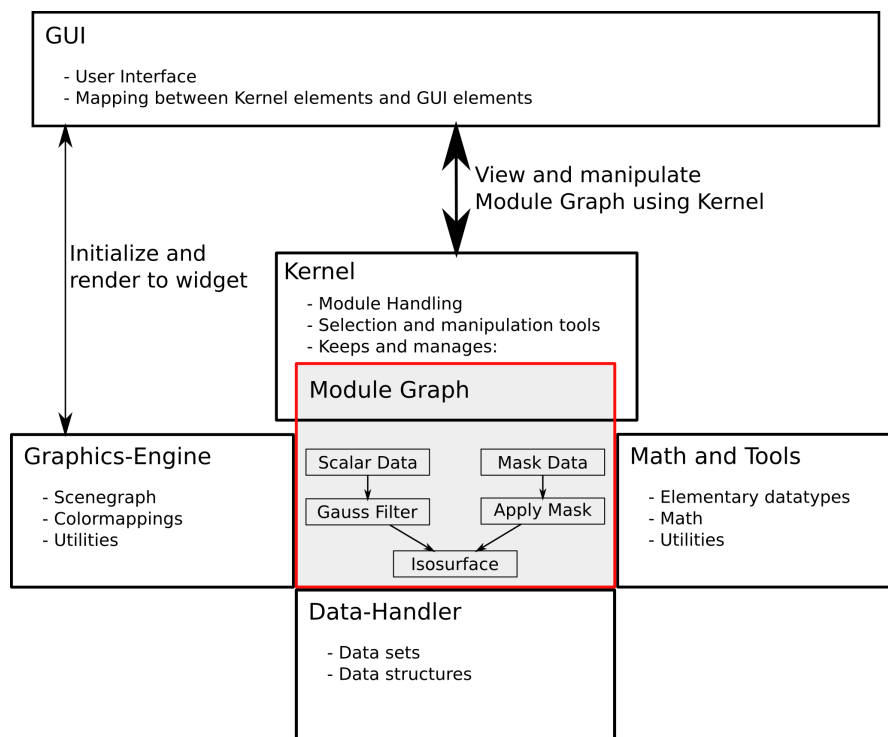 GUI
- User Interface
- Mapping between Kernel elements and GUI elements
View and manipulate
Module Graph using Kernel
Initialize and
render to widget
Kernel
- Module Handling
- Selection and manipulation tools
- Keeps and manages:
Module Graph
Scalar Data
Mask Data
Gauss Filter
Apply Mask
Isosurface
Graphics-Engine
- Scenegraph
- Colormappings
- Utilities
Math and Tools
- Elementary datatypes
- Math
- Utilities
Data-Handler
- Data sets
- Data structures